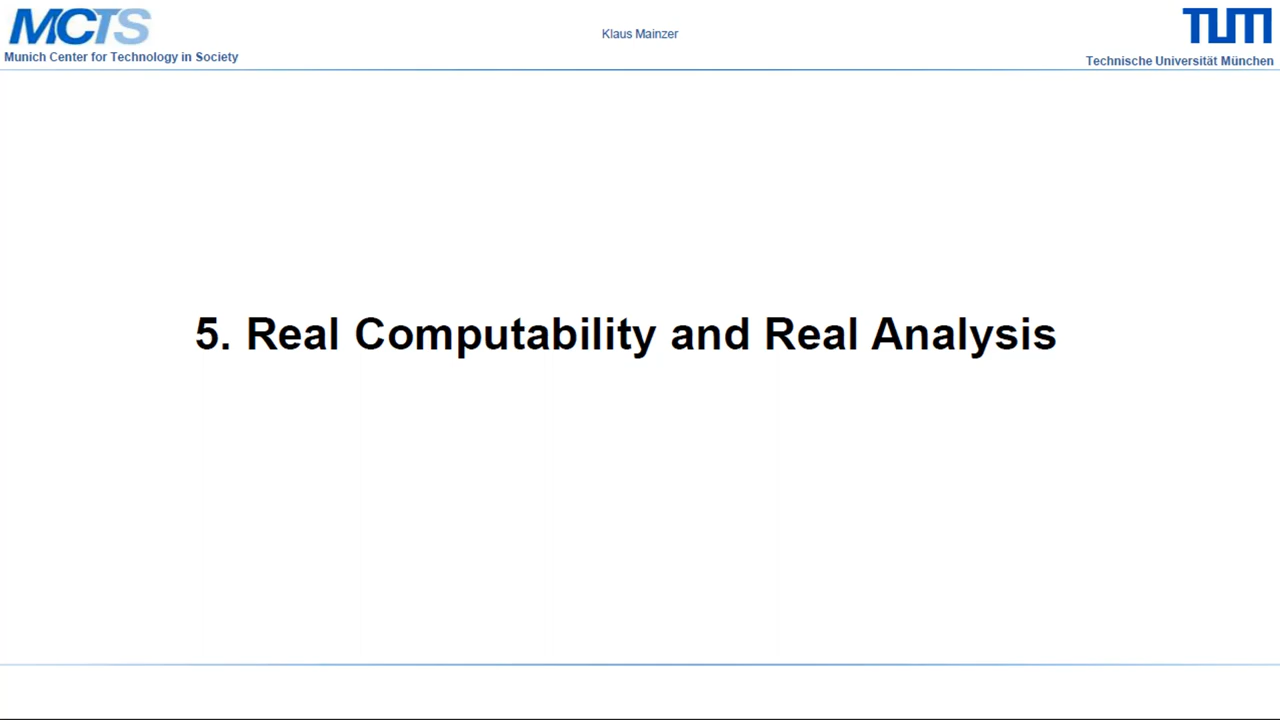 MCTS
Munich Center for Technology in Society
Klaus Mainzer
TUM
Technische Universität München
5. Real Computability and Real Analysis